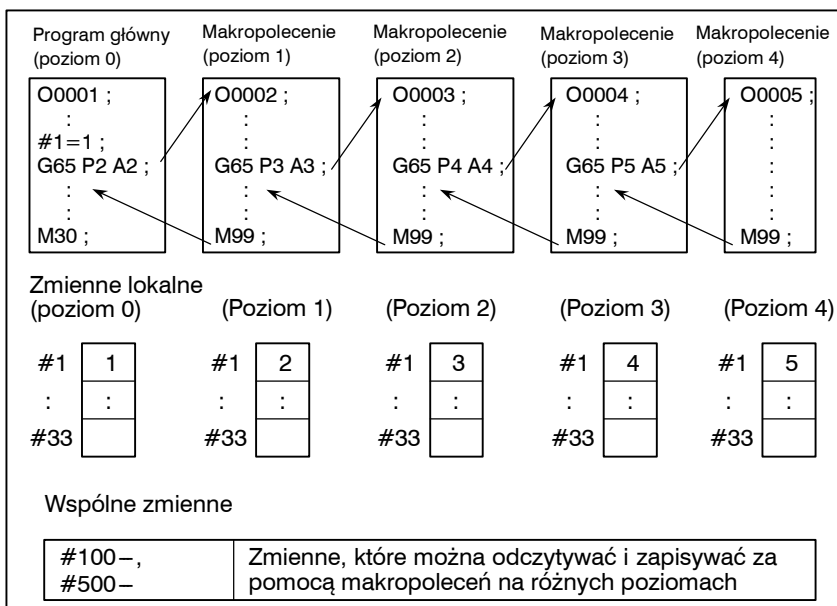 Program główny
(poziom 0)
Makropolecenie
(poziom 1)
Makropolecenie
(poziom 2)
Makropolecenie
(poziom 3)
Makropolecenie
(poziom 4)
O0001 ;
:
#1=1 ;
G65 P2 A2 ;
:
:
M30 ;
O0002 ;
:
:
G65 P3 A3 ;
:
:
M99 ;
O0003 ;
:
:
G65 P4 A4 ;
:
:
M99 ;
O0004 ;
:
:
G65 P5 A5 ;
:
:
M99 ;
O0005 ;
:
:
:
:
:
M99 ;
Zmienne lokalne
(poziom 0) (Poziom 1) (Poziom 2) (Poziom 3) (Poziom 4)
#1 1 #1 2 #1 3 #1 4 #1 5
: : : : : : : : : :
#33 #33 #33 #33 #33
Wspólne zmienne
#100–,
#500–
Zmienne, które można odczytywać i zapisywać za
pomocą makropoleceń na różnych poziomach